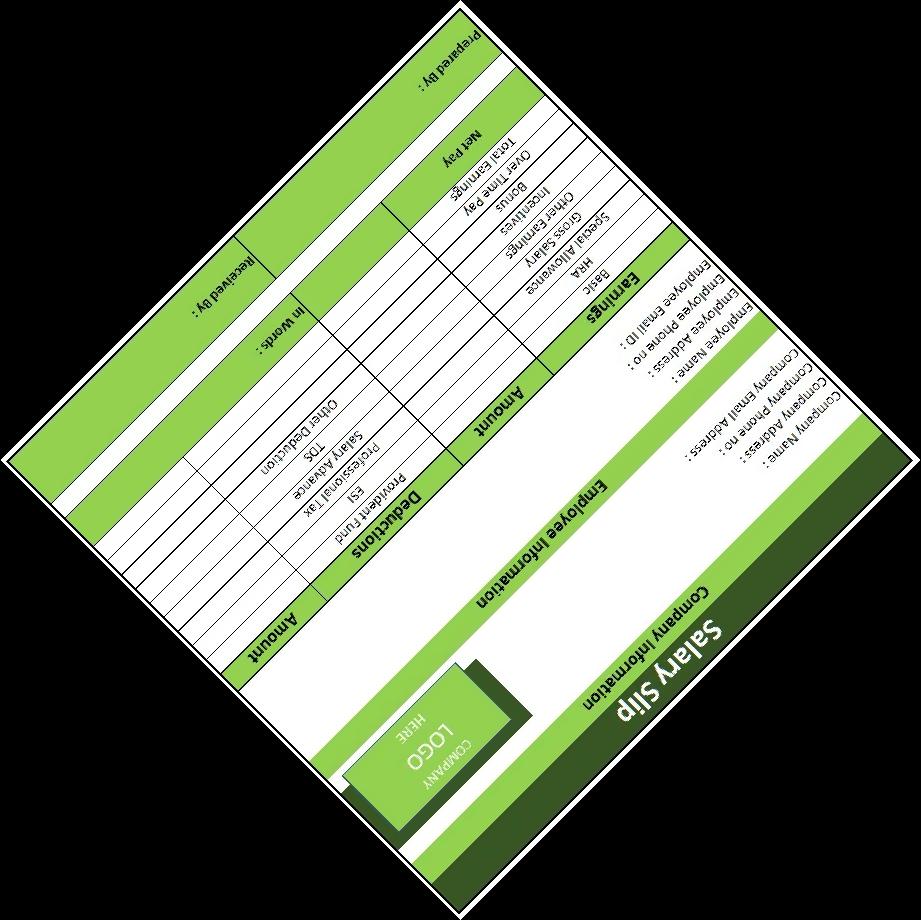 Salary Slip
Company Information
Company Name:
Company Address:
Company Phone no :
Company Email Address:
COMPANY
LOGO
HERE
Employee Information
Employee Name :
Employee Address :
Employee Phone no :
Employee Email ID :
Earnings Amount Deductions Amount
Basic Provident Fund
HRA ESI
Special Allowance Professional Tax
Gross Salary Salary Advance
Other Earnings TDS
Incentives Other Deduction
Bonus
Over Time Pay
Total Earnings
Net Pay In Words :
Prepared By : Received By :